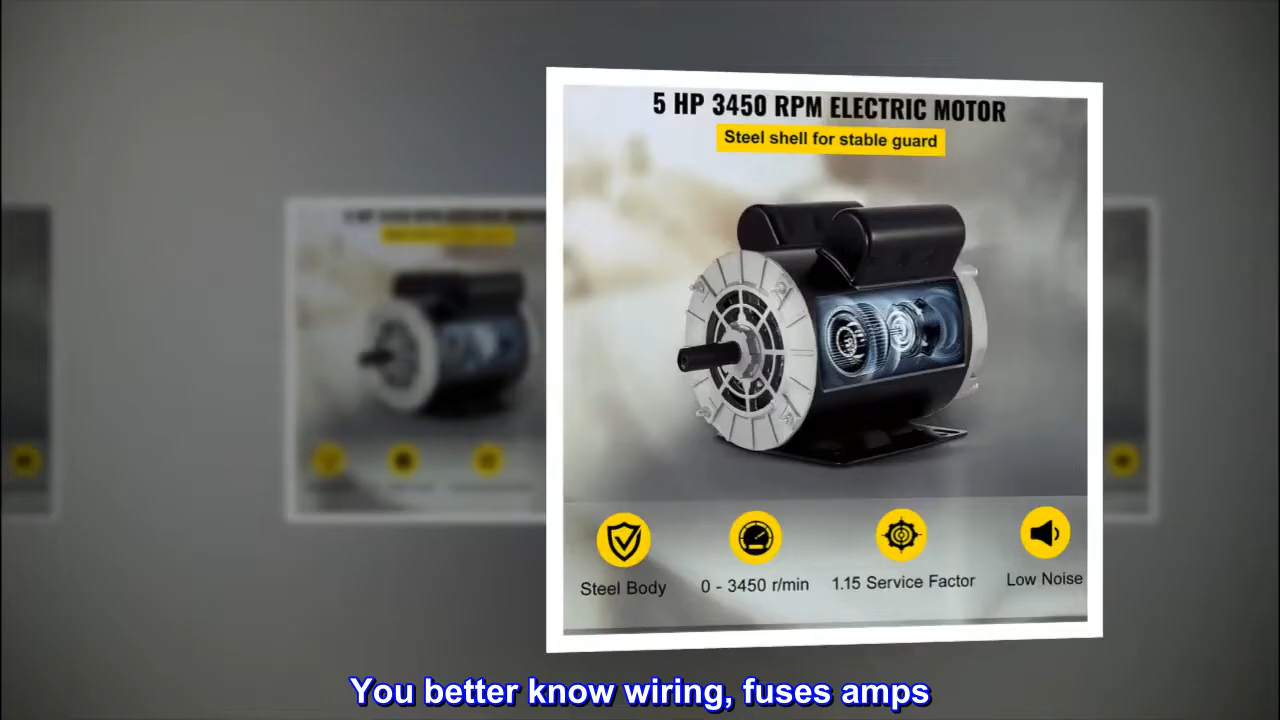 5 HP 3450 RPM ELECTRIC MOTOR
Steel shell for stable guard
Steel Body
0 - 3450 r/min
1.15 Service Factor
Low Noise
You better know wiring, fuses amps